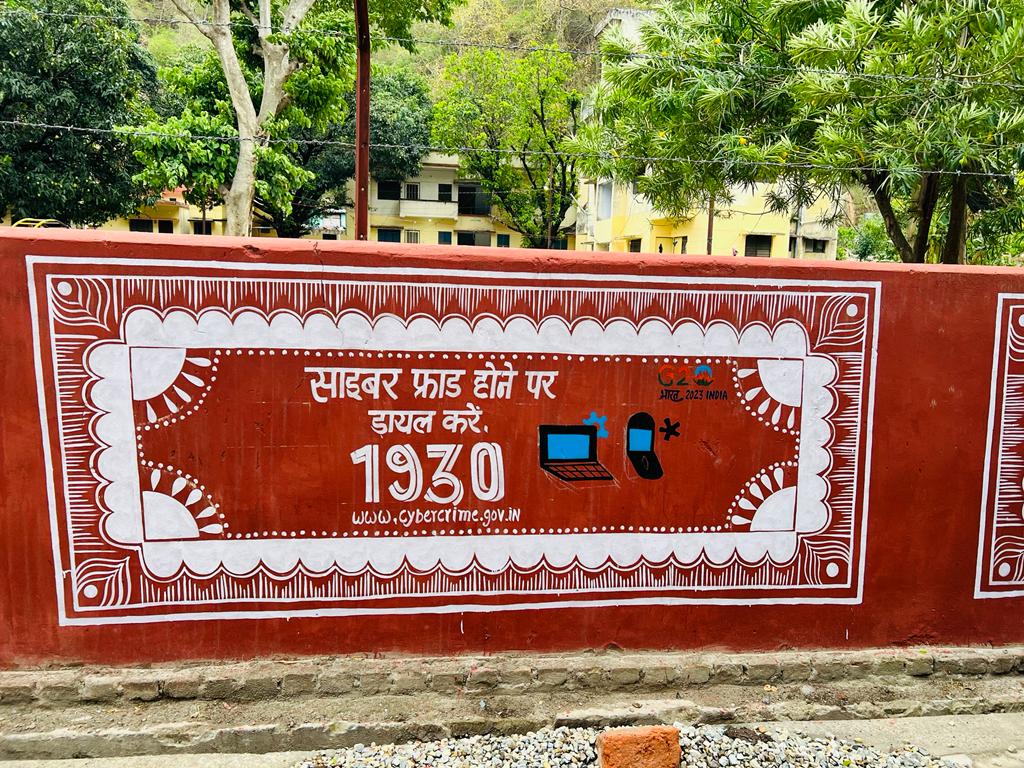 साइबर फ्राड होने पर
डायल करें.
1930
www.cybercrime.gov.iN
G20
भारत 2023 INDIA